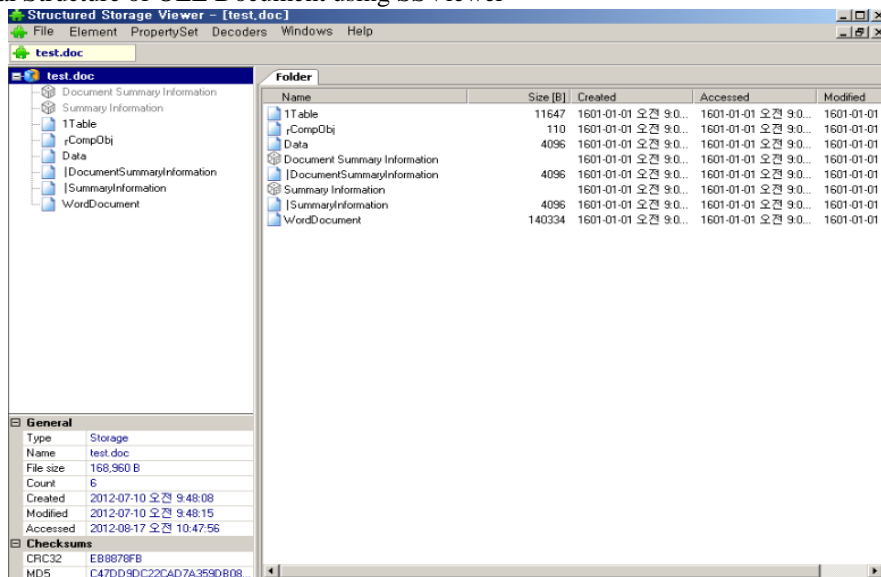 al Structure of OLE Document using SSViewer
Structured Storage Viewer - [test.doc]
File Element PropertySet Decoders Windows Help
test.doc
test.doc
Document Summary Information
Summary Information
1Table
┌CompObj
Data
|DocumentSummaryInformation
|SummaryInformation
WordDocument
Folder
Name Size [B] Created Accessed Modified
1Table 11647 1601-01-01 오전 9:0... 1601-01-01 오전 9:0... 1601-01-01
┌CompObj 110 1601-01-01 오전 9:0... 1601-01-01 오전 9:0... 1601-01-01
Data 4096 1601-01-01 오전 9:0... 1601-01-01 오전 9:0... 1601-01-01
Document Summary Information 1601-01-01 오전 9:0... 1601-01-01 오전 9:0... 1601-01-01
|DocumentSummaryInformation 4096 1601-01-01 오전 9:0... 1601-01-01 오전 9:0... 1601-01-01
Summary Information 1601-01-01 오전 9:0... 1601-01-01 오전 9:0... 1601-01-01
|SummaryInformation 4096 1601-01-01 오전 9:0... 1601-01-01 오전 9:0... 1601-01-01
WordDocument 140334 1601-01-01 오전 9:0... 1601-01-01 오전 9:0... 1601-01-01
General
Type Storage
Name test.doc
File size 168,960 B
Count 6
Created 2012-07-10 오전 9:48:08
Modified 2012-07-10 오전 9:48:15
Accessed 2012-08-17 오전 10:47:56
Checksums
CRC32 EB8878FB
MD5 C47DD9DC22CAD7A359DB08...